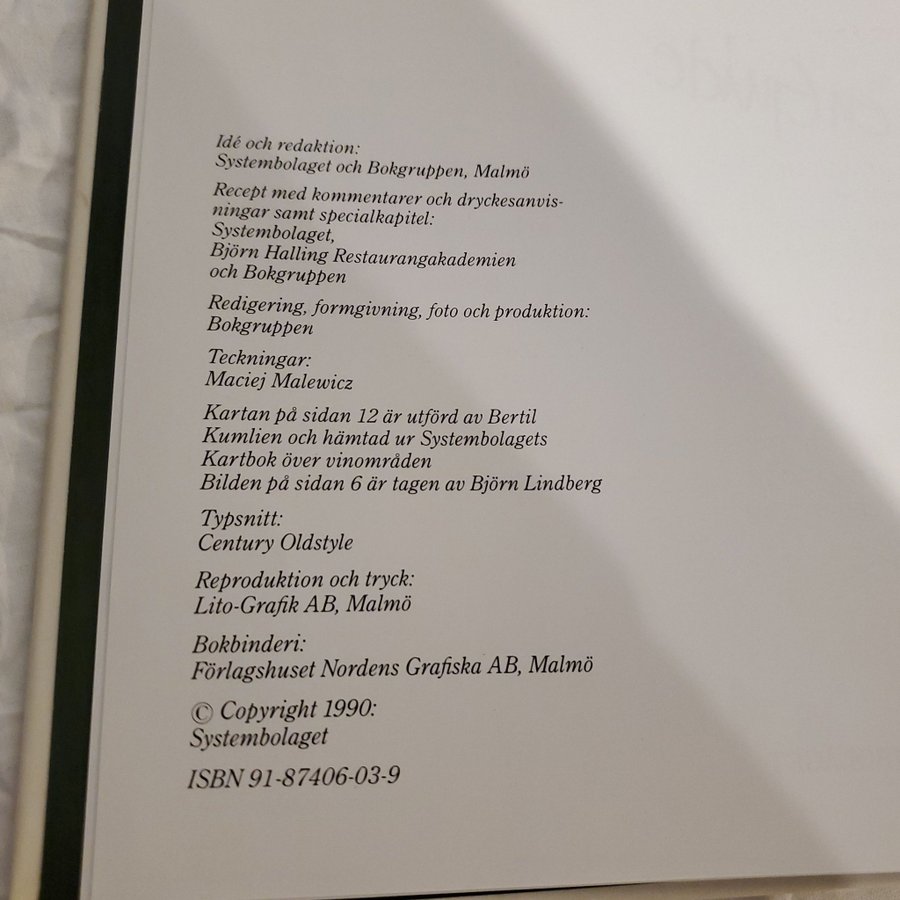 Idé och redaktion:
Systembolaget och Bokgruppen, Malmö
Recept med kommentarer och dryckesanvis-
ningar samt specialkapitel:
Systembolaget,
Björn Halling Restaurangakademien
och Bokgruppen
Redigering, formgivning, foto och produktion:
Bokgruppen
Teckningar:
Maciej Malewicz
Kartan på sidan 12 är utförd av Bertil
Kumlien och hämtad ur Systembolagets
Kartbok över vinområden
Bilden på sidan 6 är tagen av Björn Lindberg
Typsnitt:
Century Oldstyle
Reproduktion och tryck:
Lito-Grafik AB, Malmö
Bokbinderi:
Förlagshuset Nordens Grafiska AB, Malmö
© Copyright 1990:
Systembolaget
ISBN 91-87406-03-9